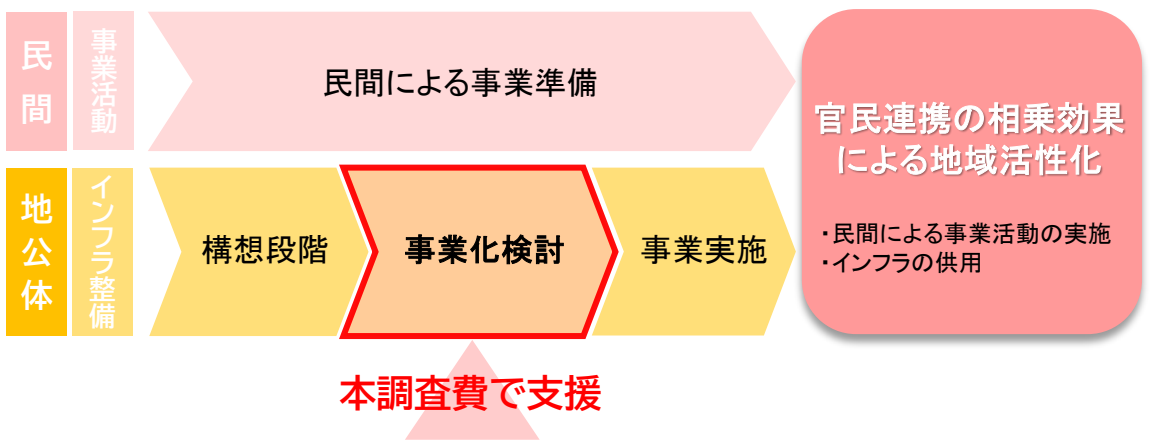 民間
事業活動
民間による事業準備
地公体
インフラ整備
構想段階
事業化検討
事業実施
官民連携の相乗効果
による地域活性化
・民間による事業活動の実施
・インフラの供用
本調査費で支援